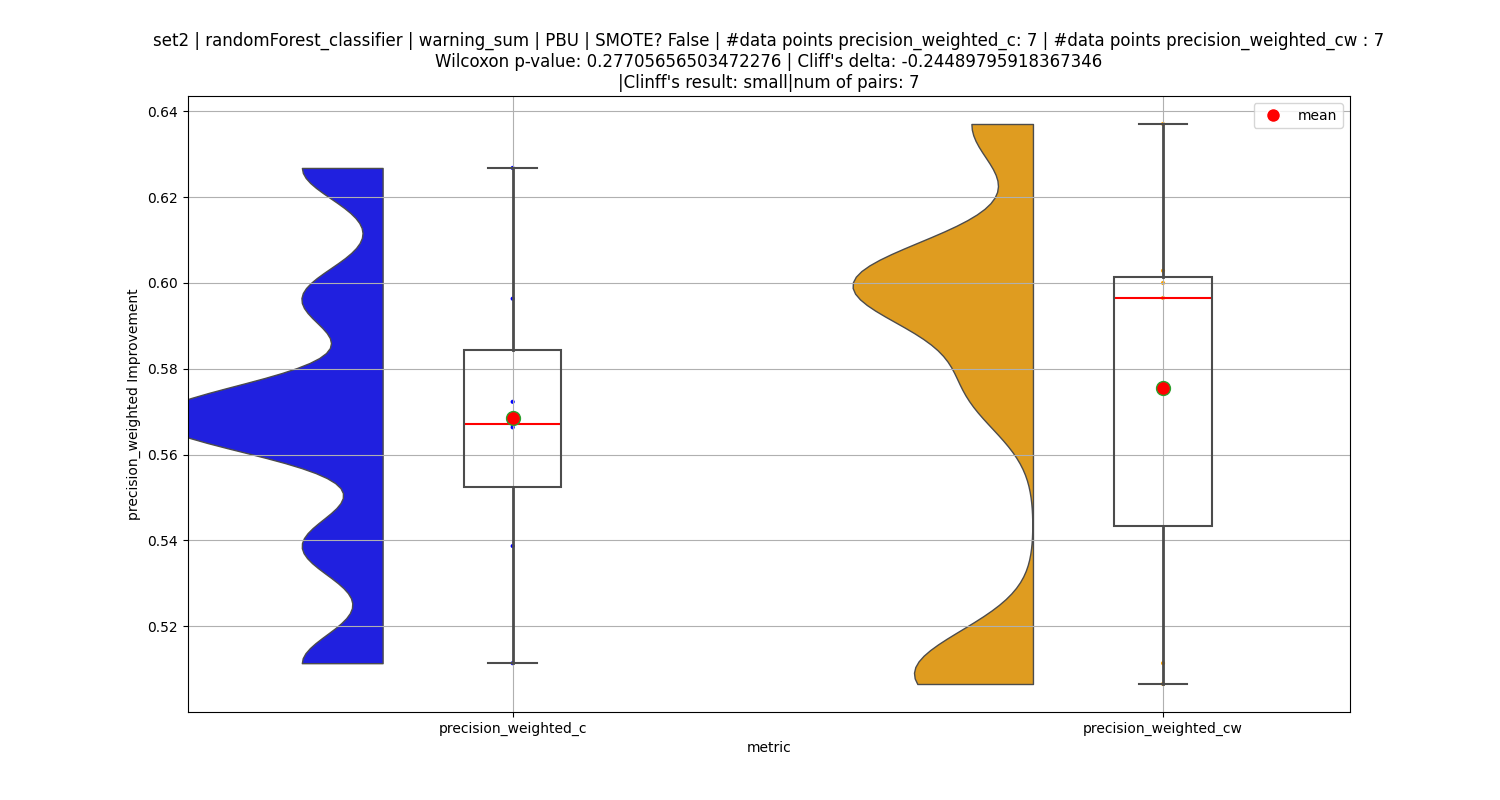 set2 | randomForest_classifier | warning_sum | PBU | SMOTE? False | #data points precision_weighted_c: 7 | #data points precision_weighted_cw : 7
Wilcoxon p-value: 0.27705656503472276 | Cliff's delta: -0.24489795918367346
|Clinff's result: small|num of pairs: 7
mean
0.64
0.62
0.60
0.58
0.56
0.54
0.52
precision_weighted Improvement
precision_weighted_c
precision_weighted_cw
metric